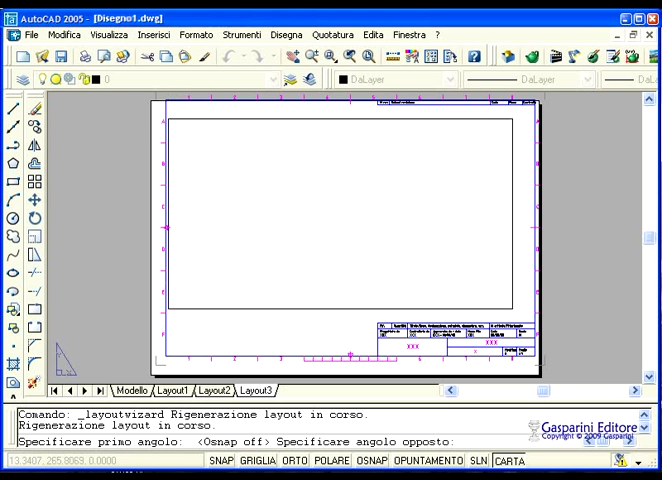 AutoCAD 2005 - [Disegno1.dwg]
File Modifica Visualizza Inserisci Formato Strumenti Disegna Quotatura Edita Finestra ?
0 DaLayer DaLayer DaLa
XXX
XXX
Modello Layout1 Layout2 Layout3
Comando: _layoutwizard Rigenerazione layout in corso.
Rigenerazione layout in corso.
Specificare primo angolo: <Osnap off> Specificare angolo opposto:
Gasparini Editore
Copyright © 2009 Gasparini
13.3407, 265.8069, 0.0000 SNAP GRIGLIA ORTO POLARE OSNAP OPUNTAMENTO SLN CARTA